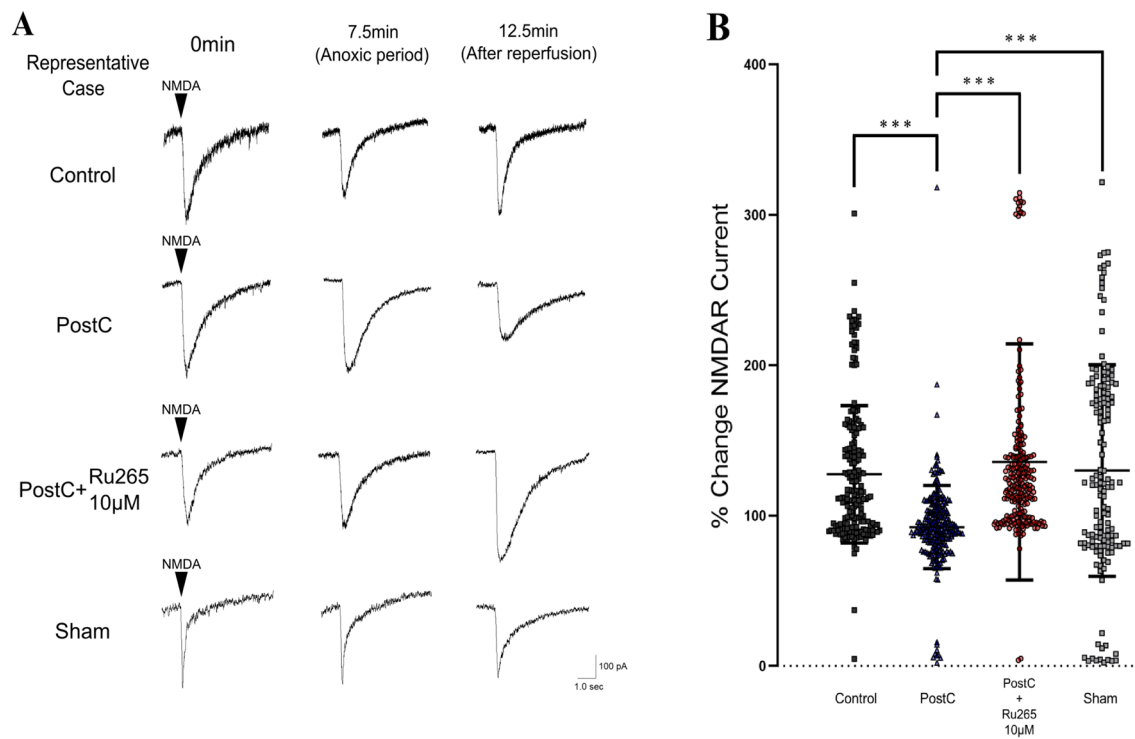 A
0min
7.5min
(Anoxic period)
12.5min
(After reperfusion)
Representative
Case
NMDA
Control
NMDA
PostC
NMDA
PostC+Ru265
10μM
NMDA
Sham
100 pA
1.0 sec
B
% Change NMDAR Current
400
300
200
100
0
***
***
***
Control
PostC
PostC
+
Ru265
10μM
Sham